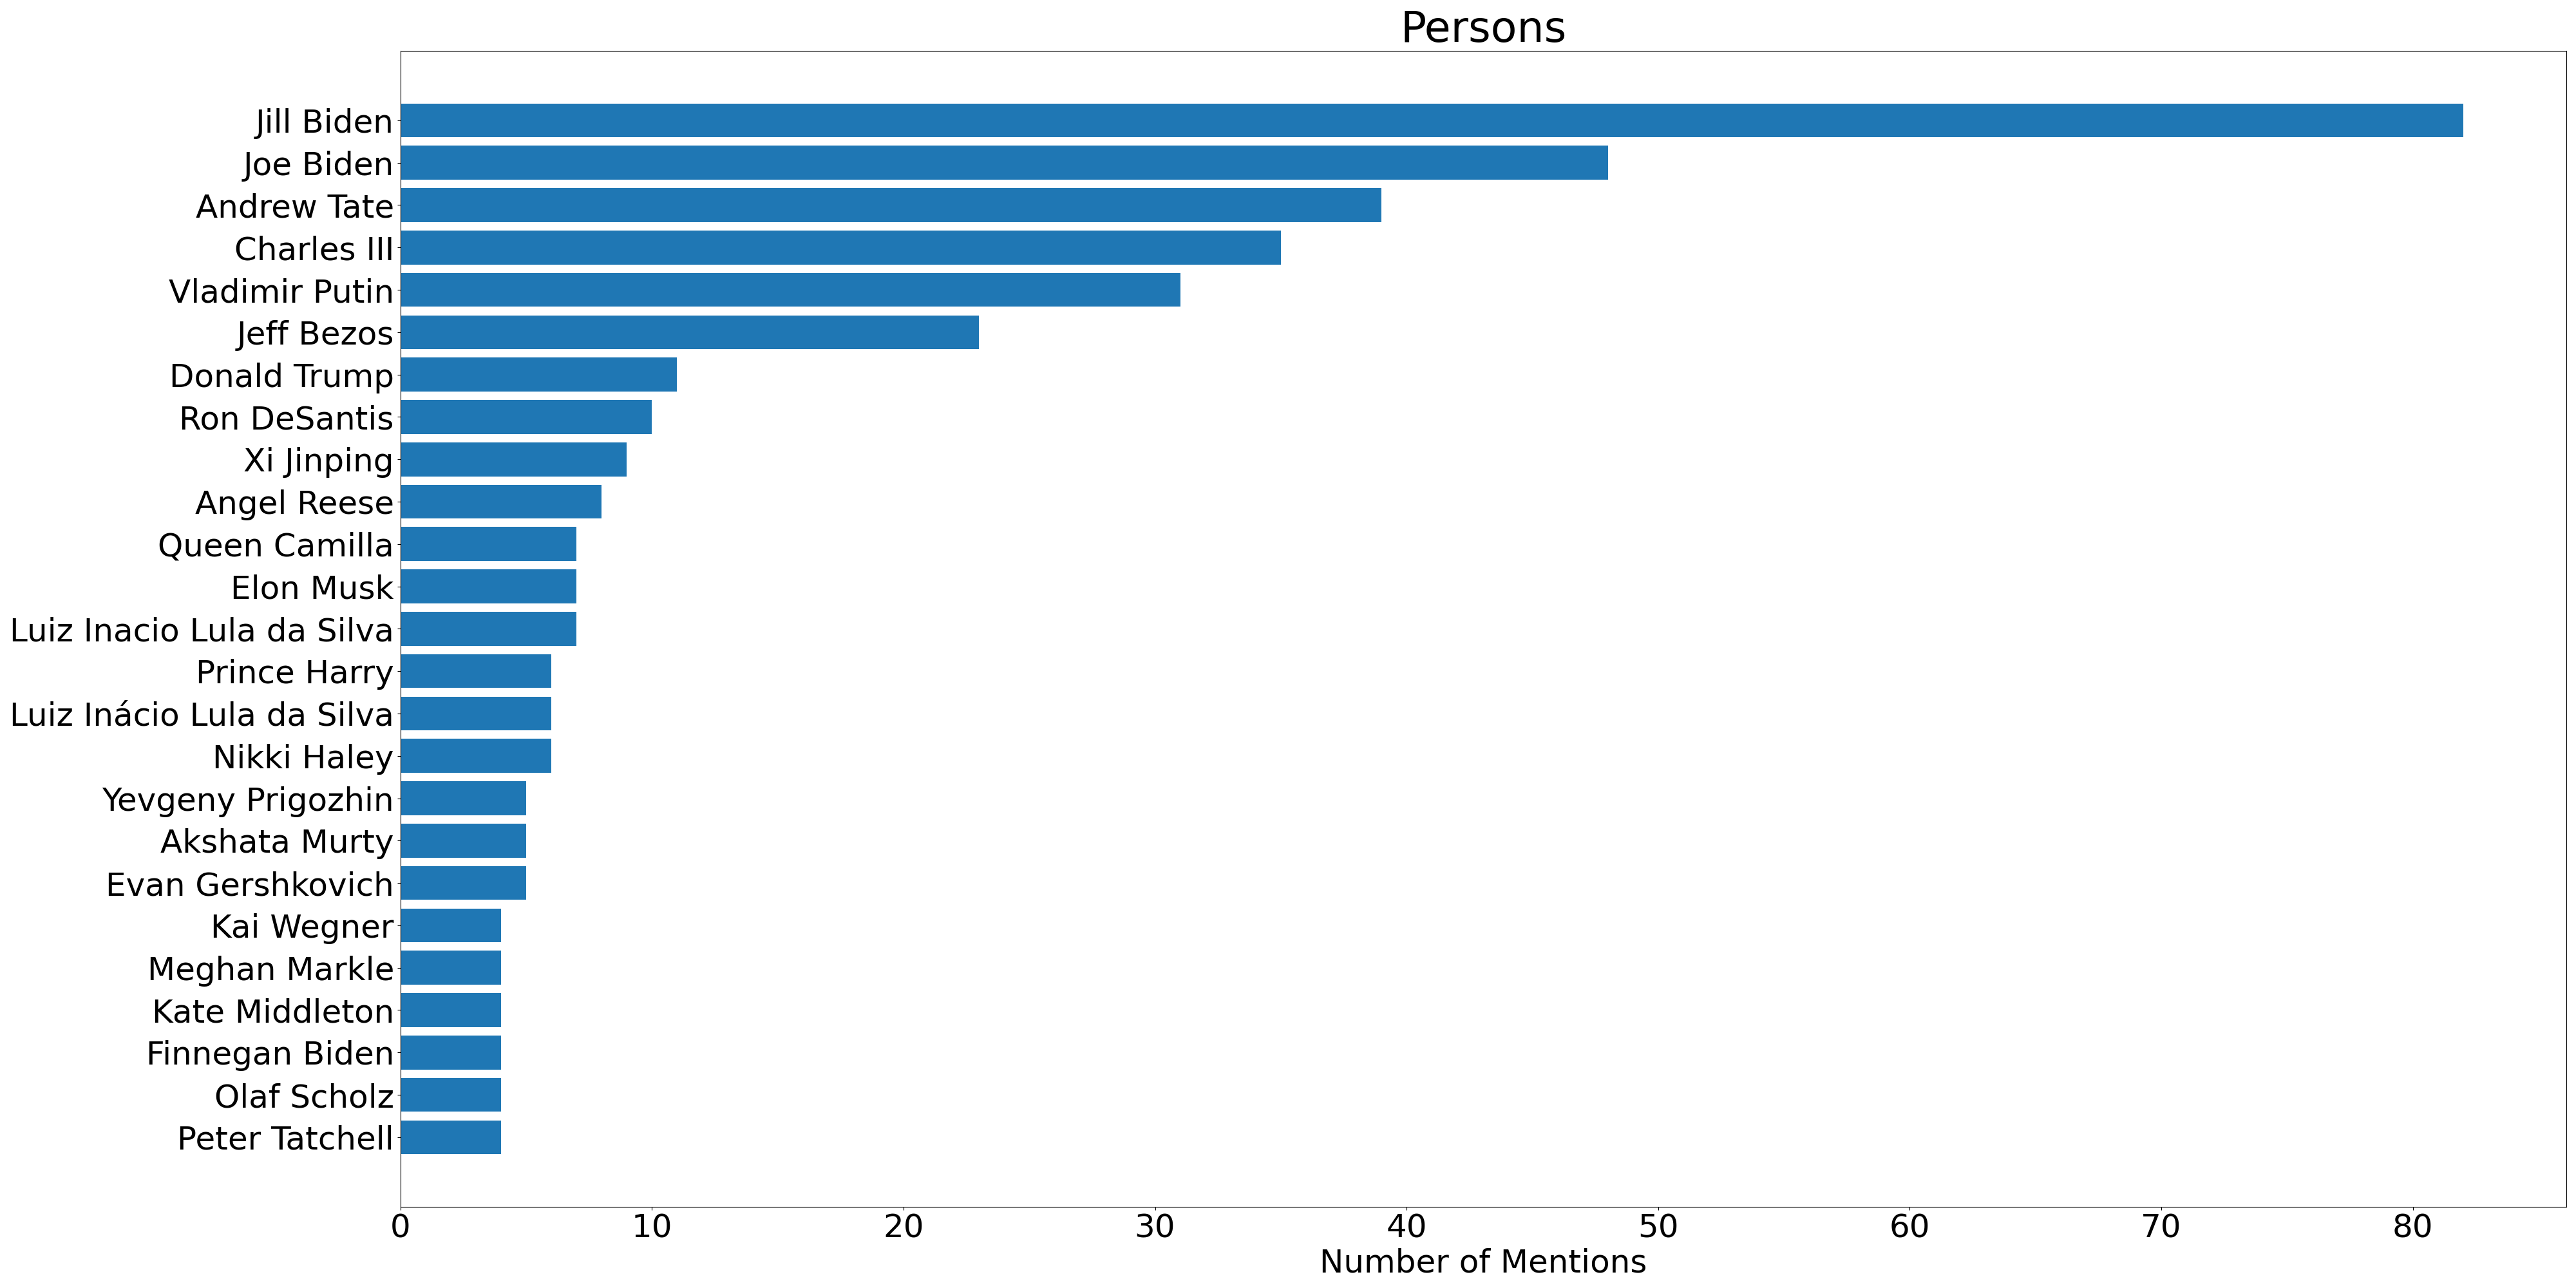 Persons
Jill Biden
Joe Biden
Andrew Tate
Charles III
Vladimir Putin
Jeff Bezos
Donald Trump
Ron DeSantis
Xi Jinping
Angel Reese
Queen Camilla
Elon Musk
Luiz Inacio Lula da Silva
Prince Harry
Luiz Inácio Lula da Silva
Nikki Haley
Yevgeny Prigozhin
Akshata Murty
Evan Gershkovich
Kai Wegner
Meghan Markle
Kate Middleton
Finnegan Biden
Olaf Scholz
Peter Tatchell
0 10 20 30 40 50 60 70 80
Number of Mentions